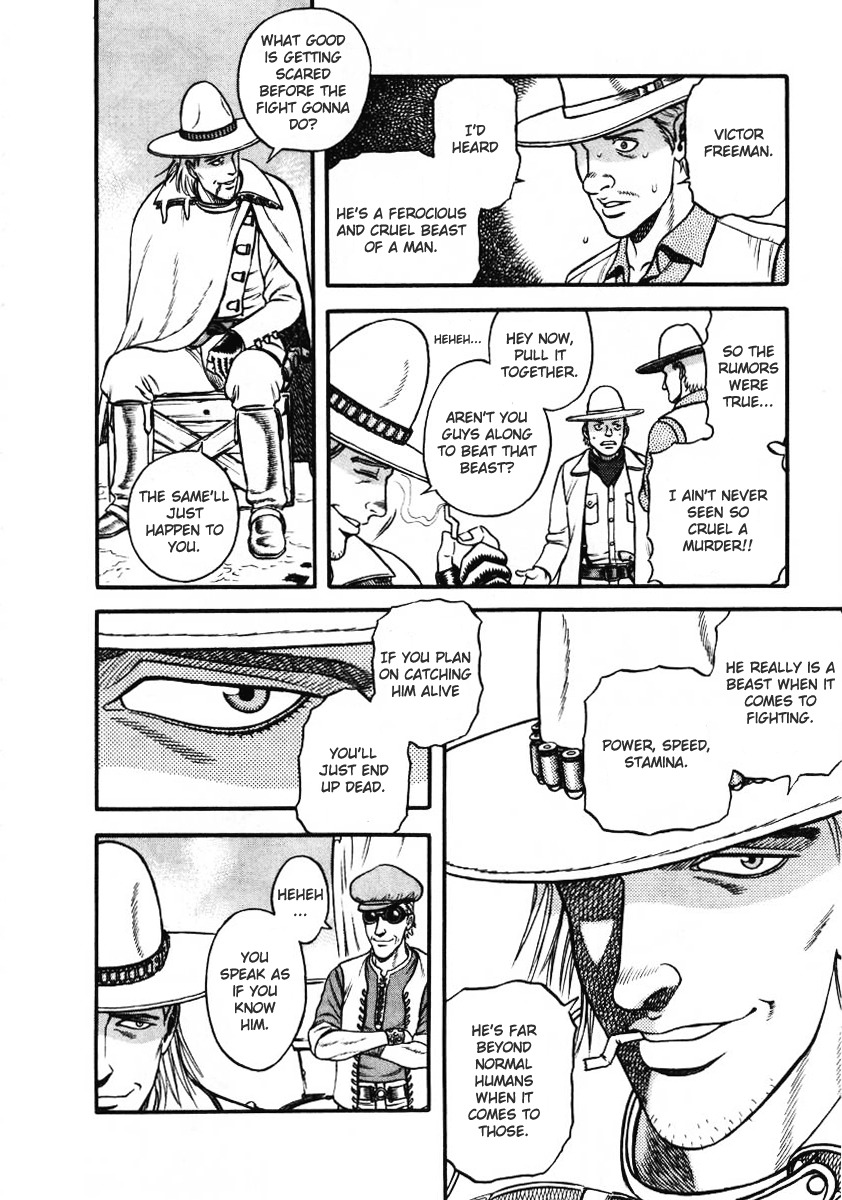 VICTOR
FREEMAN.
I'D
HEARD
HE'S A FEROCIOUS
AND CRUEL BEAST
OF A MAN.
WHAT GOOD
IS GETTING
SCARED
BEFORE THE
FIGHT GONNA
DO?
THE SAME'LL
JUST
HAPPEN TO
YOU.
SO THE
RUMORS
WERE
TRUE...
I AIN'T NEVER
SEEN SO
CRUEL A
MURDER!!
HEY NOW,
PULL IT
TOGETHER.
AREN'T YOU
GUYS ALONG
TO BEAT THAT
BEAST?
HEHEH...
HE REALLY IS A
BEAST WHEN IT
COMES TO
FIGHTING.
POWER, SPEED,
STAMINA.
HE'S FAR
BEYOND
NORMAL
HUMANS
WHEN IT
COMES TO
THOSE.
IF YOU PLAN
ON CATCHING
HIM ALIVE
YOU'LL
JUST END
UP DEAD.
HEHEH
...
YOU
SPEAK AS
IF YOU
KNOW
HIM.